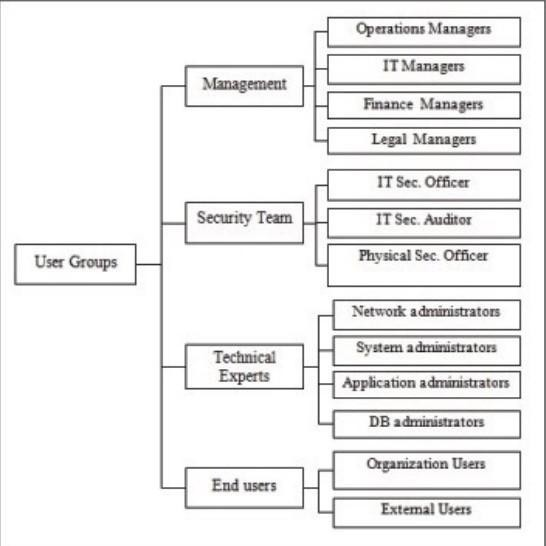 User Groups
Management
Operations Managers
IT Managers
Finance Managers
Legal Managers
Security Team
IT Sec. Officer
IT Sec. Auditor
Physical Sec. Officer
Technical
Experts
Network administrators
System administrators
Application administrators
DB administrators
End users
Organization Users
External Users